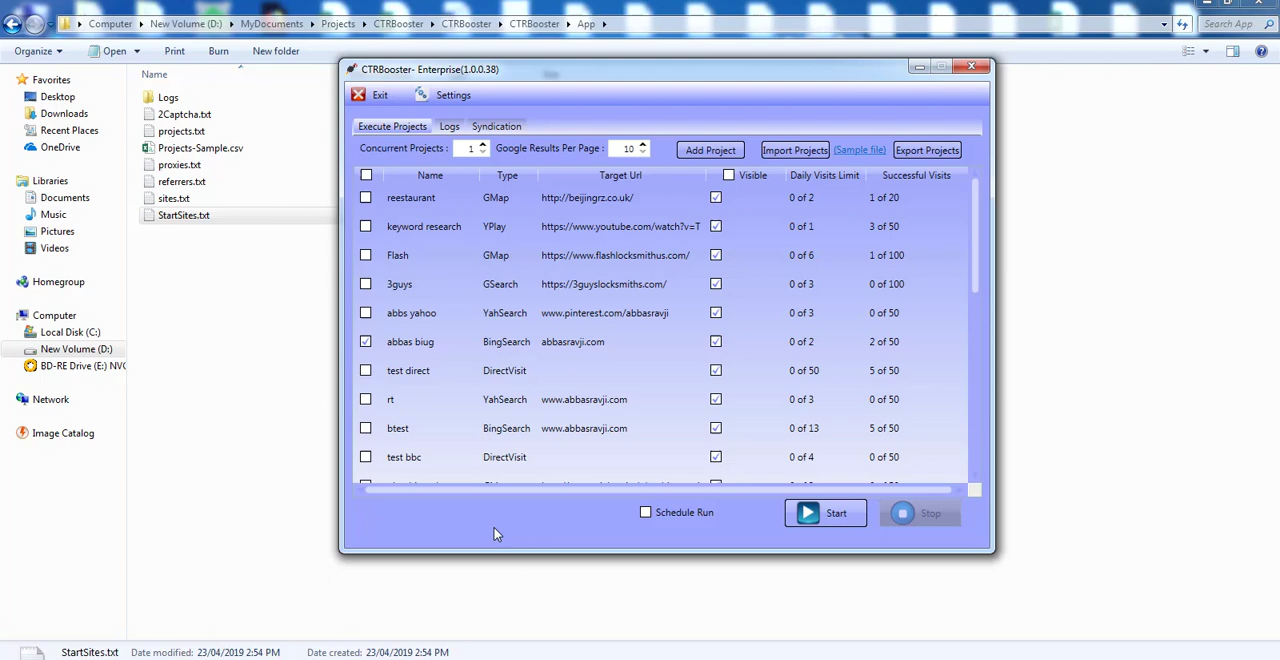 Computer ▸ New Volume (D:) ▸ MyDocuments ▸ Projects ▸ CTRBooster ▸ CTRBooster ▸ CTRBooster ▸ App ▸
Search App
Organize Open Print Burn New folder
Favorites
Desktop
Downloads
Recent Places
OneDrive
Libraries
Documents
Music
Pictures
Videos
Homegroup
Computer
Local Disk (C:)
New Volume (D:)
BD-RE Drive (E:) NV
Network
Image Catalog
Name
Logs
2Captcha.txt
projects.txt
Projects-Sample.csv
proxies.txt
referrers.txt
sites.txt
StartSites.txt
CTRBooster- Enterprise(1.0.0.38)
Exit Settings
Execute Projects Logs Syndication
Concurrent Projects : 1 Google Results Per Page : 10 Add Project Import Projects (Sample file) Export Projects
Name Type Target Url Visible Daily Visits Limit Successful Visits
reestaurant GMap http://beijingrz.co.uk/ 0 of 2 1 of 20
keyword research YPlay https://www.youtube.com/watch?v=T 0 of 1 3 of 50
Flash GMap https://www.flashlocksmithus.com/ 0 of 6 1 of 100
3guys GSearch https://3guyslocksmiths.com/ 0 of 3 0 of 100
abbs yahoo YahSearch www.pinterest.com/abbasravji 0 of 3 0 of 50
abbas biug BingSearch abbasravji.com 0 of 2 2 of 50
test direct DirectVisit 0 of 50 5 of 50
rt YahSearch www.abbasravji.com 0 of 3 0 of 50
btest BingSearch www.abbasravji.com 0 of 13 5 of 50
test bbc DirectVisit 0 of 4 0 of 50
Schedule Run Start Stop
StartSites.txt Date modified: 23/04/2019 2:54 PM Date created: 23/04/2019 2:54 PM